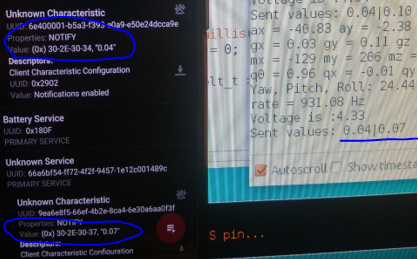 Unknown Characteristic
UUID: 6e400001-b5a3-f393-e0a9-e50e24dcca9e
Properties: NOTIFY
Value: (0x) 30-2E-30-34, "0.04"
Descriptors:
Client Characteristic Configuration
UUID: 0x2902
Value: Notifications enabled
Battery Service
UUID: 0x180F
PRIMARY SERVICE
Unknown Service
UUID: 66a6bf54-ff72-4f2f-9457-1e12c001489c
PRIMARY SERVICE
Unknown Characteristic
UUID: 9ea6e8f5-66ef-4b2e-8ca4-6e30a6aa0f3f
Properties: NOTIFY
Value: (0x) 30-2E-30-37, "0.07"
Descriptors:
Client Characteristic Configuration
millis
= 0;
elt_t
Sent values: 0.04|0.10
ax = -40.83 ay = -2.38
gx = 0.03 gy = 0.11 gz
mx = 129 my = 206 mz =
q0 = 0.96 qx = -0.01 qy
Yaw, Pitch, Roll: 24.44
rate = 931.08 Hz
Voltage is :4.33
Sent values: 0.04|0.07
Autoscroll
Show timesta
S pin...